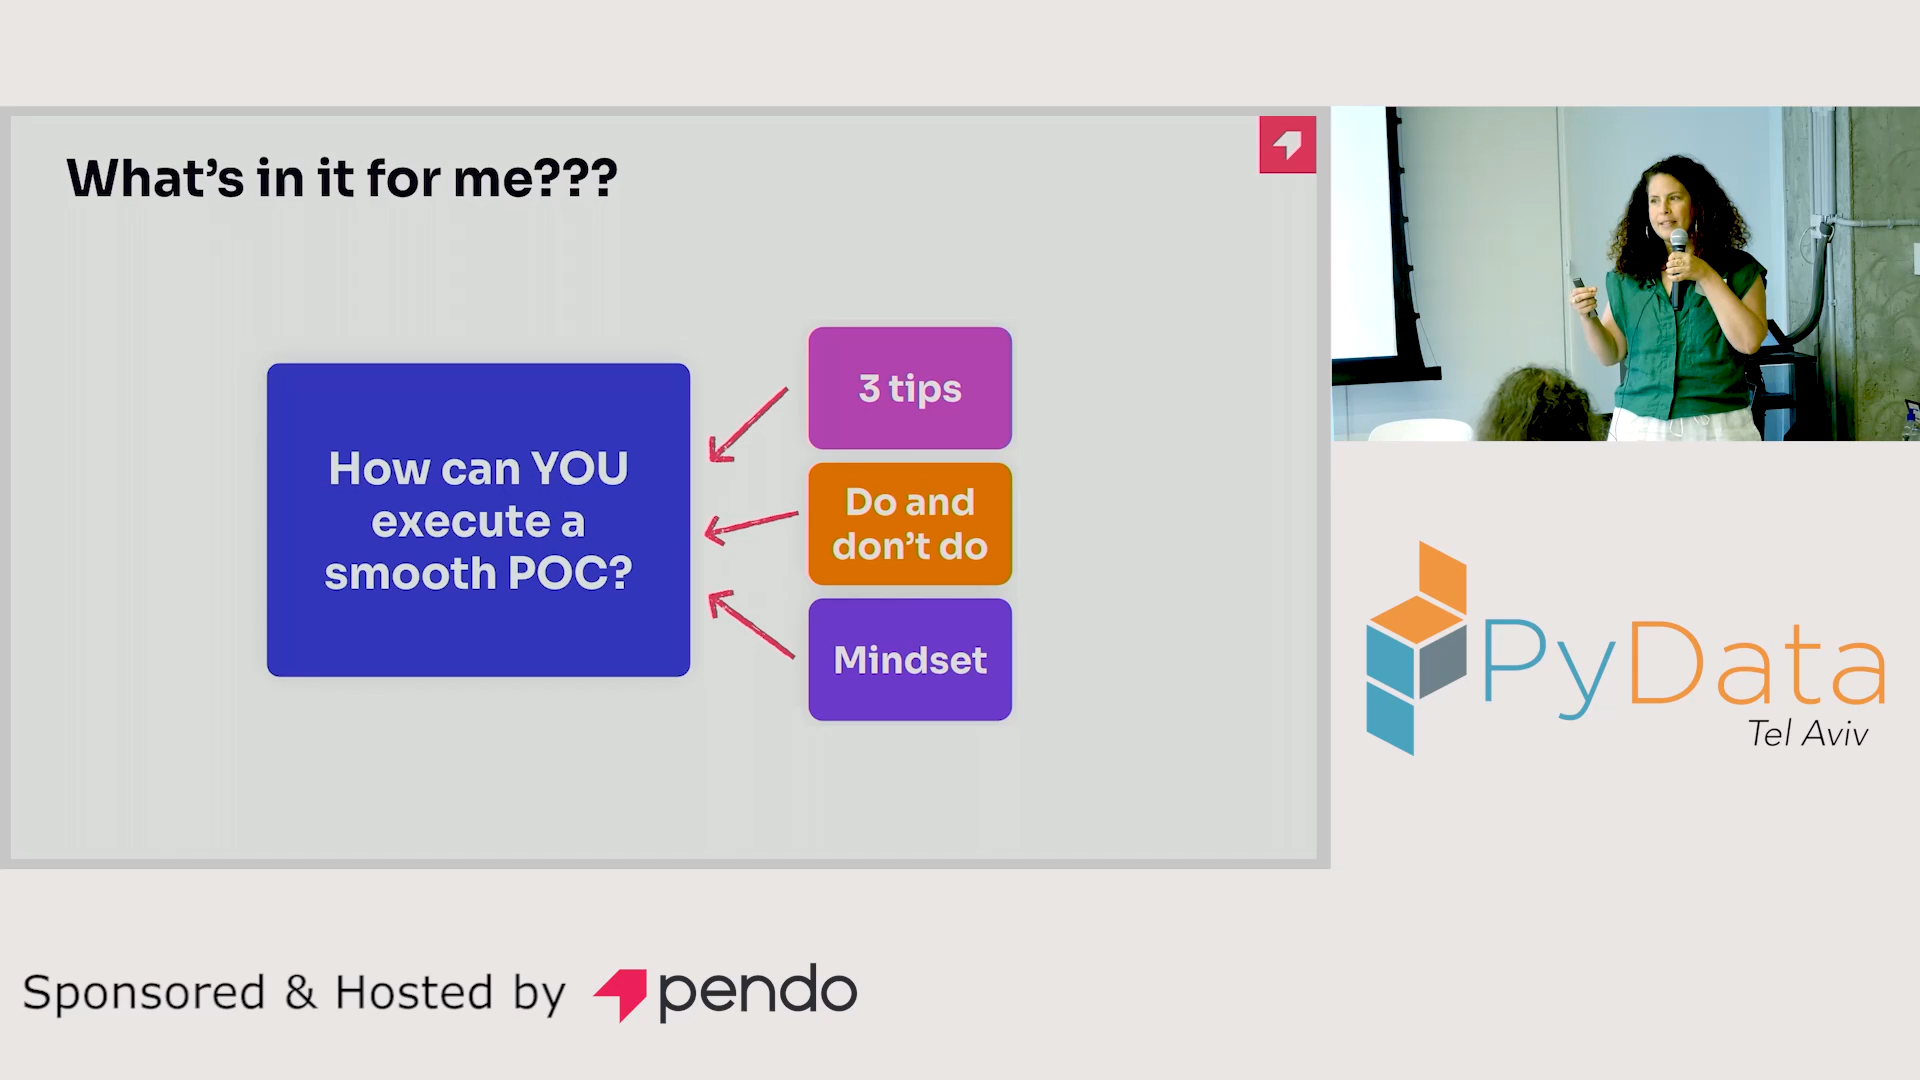 What's in it for me???
How can YOU
execute a
smooth POC?
3 tips
Do and
don't do
Mindset
PyData
Tel Aviv
Sponsored & Hosted by
pendo